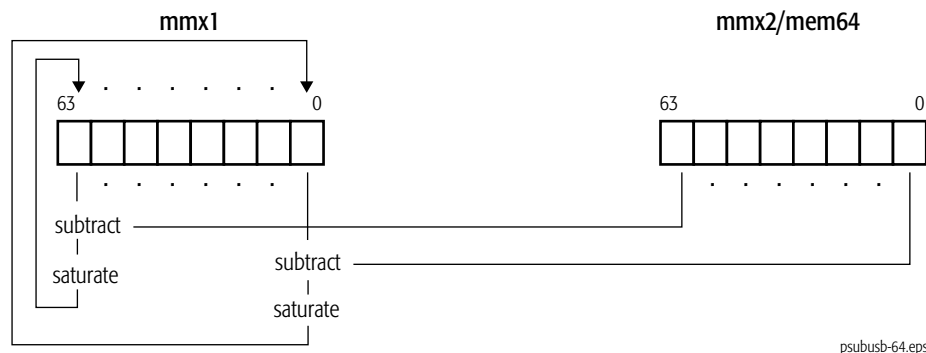 mmx1 mmx2/mem64
. . . . . .
63 0 63 0
. . . . . . . . . . . .
subtract
saturate subtract
saturate
psubusb-64.eps